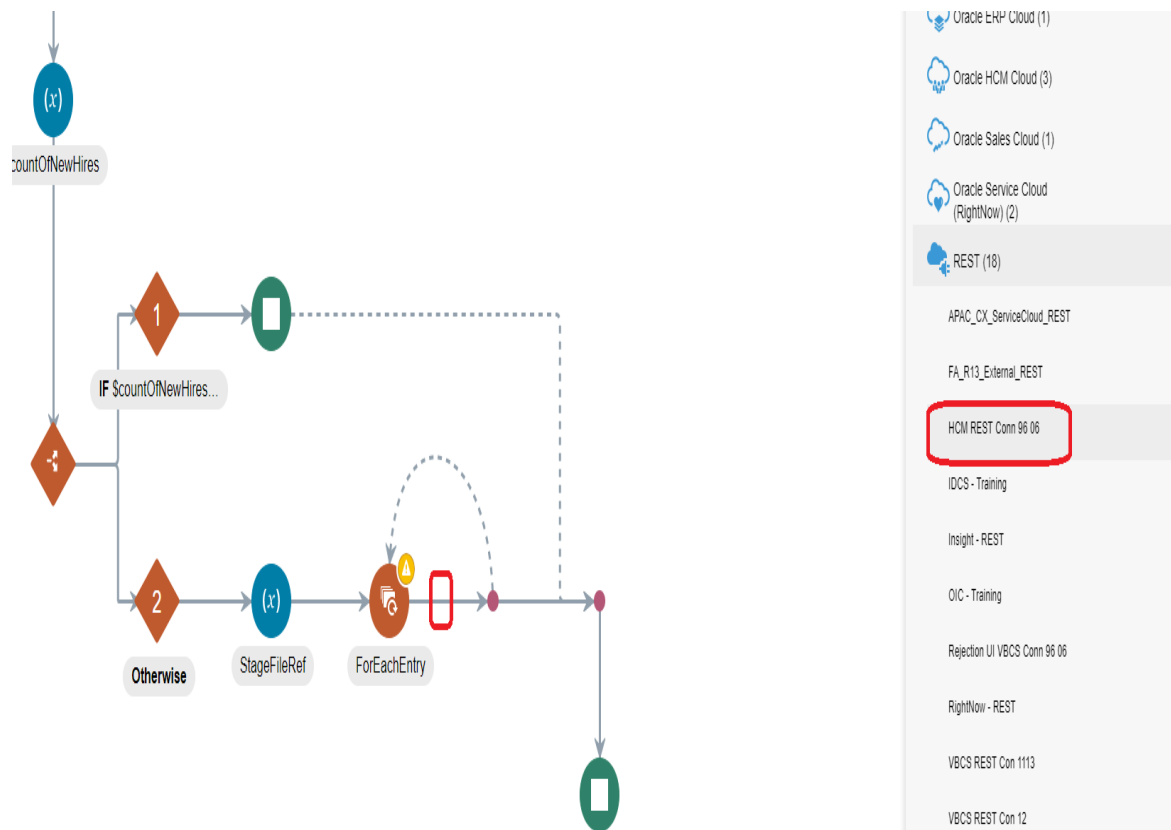 (x)
countOfNewHires
1
IF $countOfNewHires...
2
Otherwise
(x)
StageFileRef
ForEachEntry
Oracle ERP Cloud (1)
Oracle HCM Cloud (3)
Oracle Sales Cloud (1)
Oracle Service Cloud
(RightNow) (2)
REST (18)
APAC_CX_ServiceCloud_REST
FA_R13_External_REST
HCM REST Conn 96 06
IDCS - Training
Insight - REST
OIC - Training
Rejection UI VBCS Conn 96 06
RightNow - REST
VBCS REST Con 1113
VBCS REST Con 12